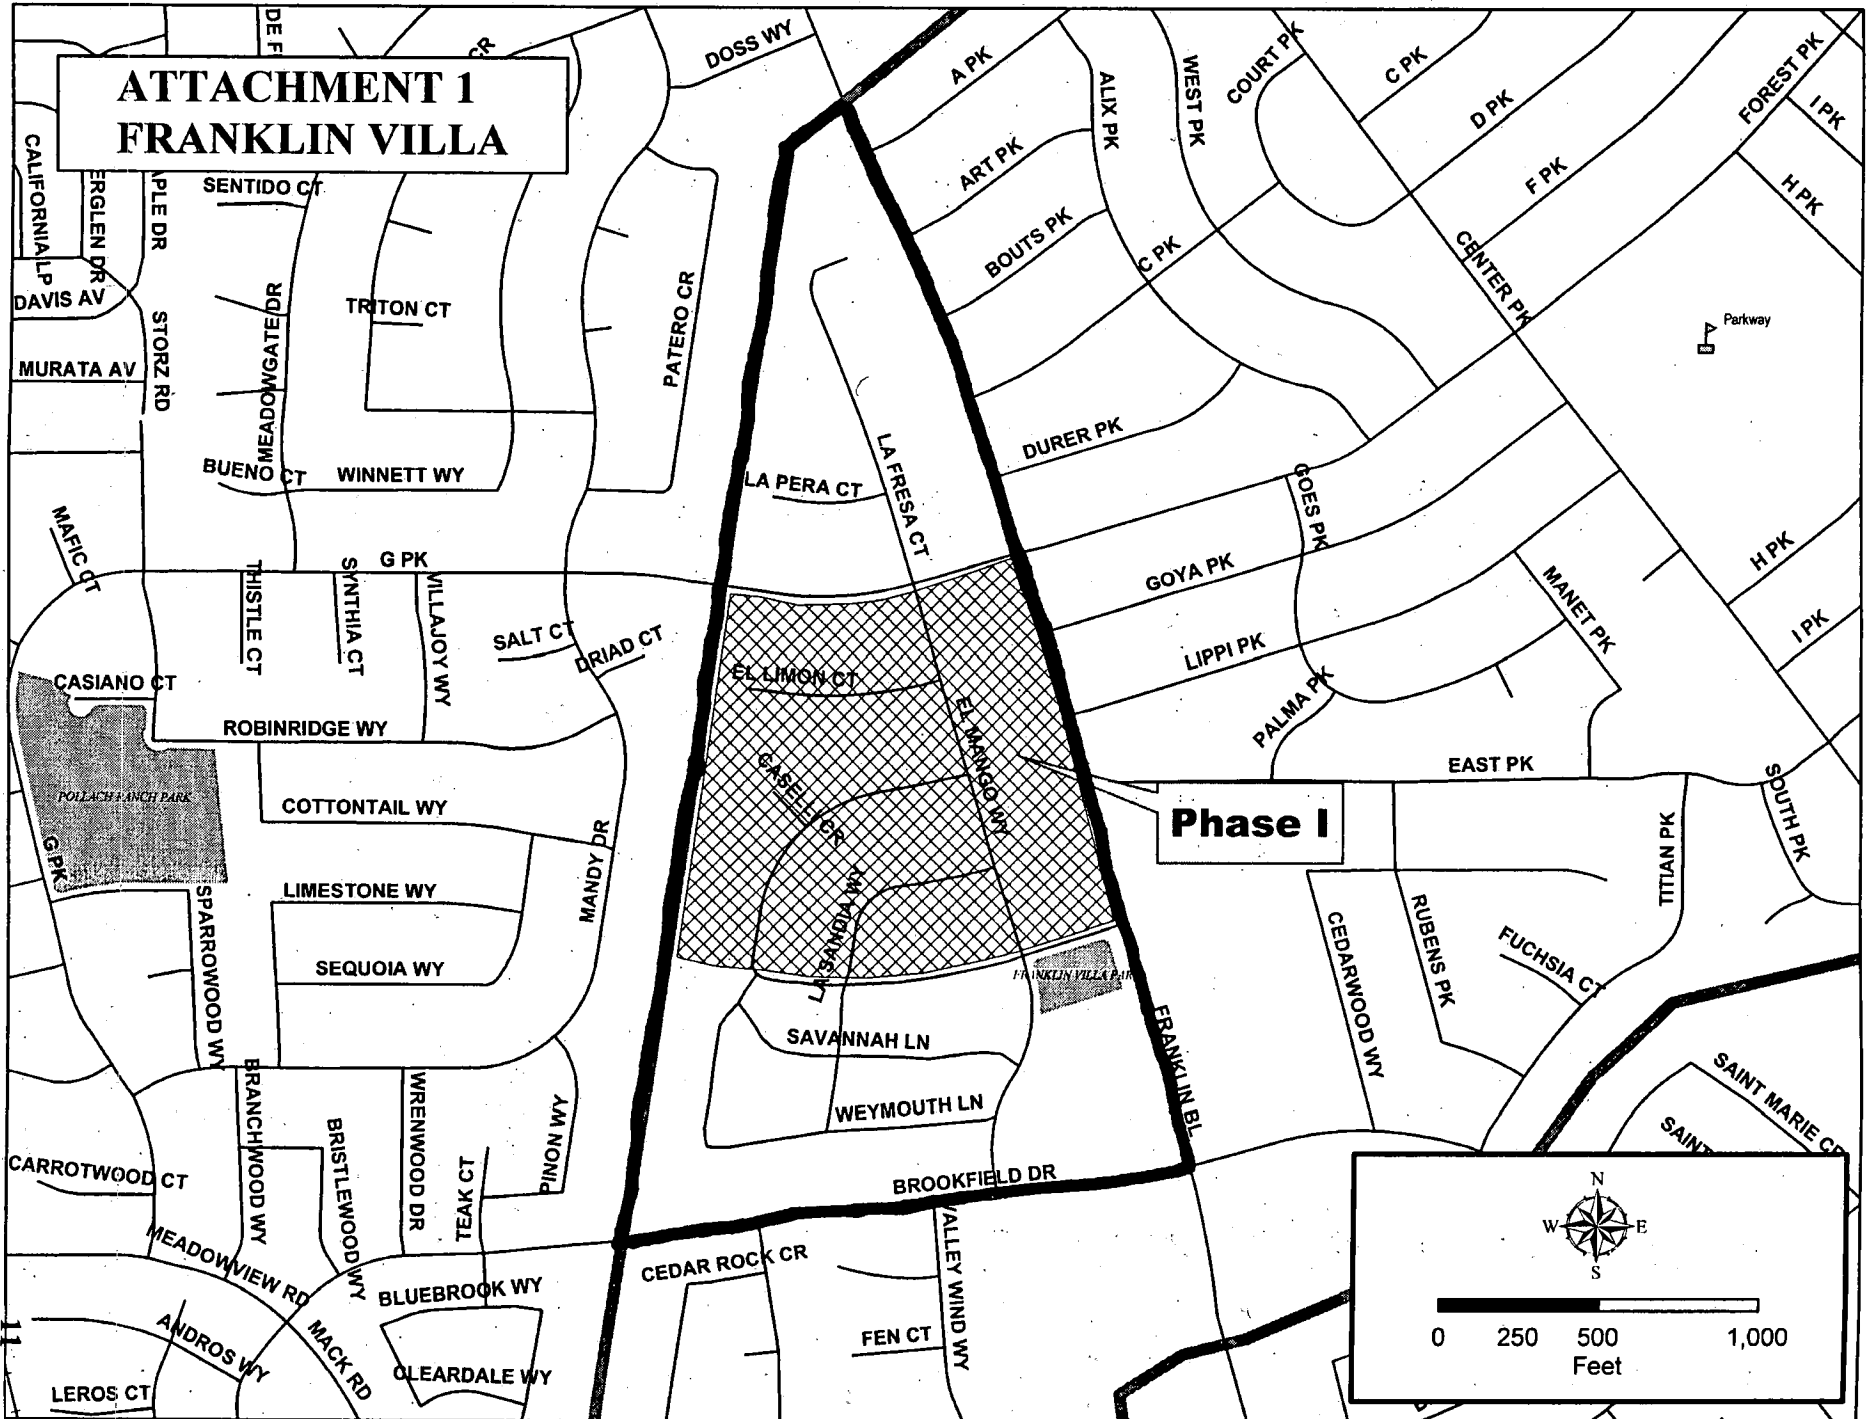 ATTACHMENT 1
FRANKLIN VILLA
DOSS WY
A PK
ALIX PK
WEST PK
COURT PK
C PK
D PK
FOREST PK
I PK
CALIFORNIA LP
SENTIDO CT
ART PK
F PK
H PK
BOUTS PK
C PK
CENTER PK
DAVIS AV
STORZ RD
MEADOWGATE DR
TRITON CT
PATERO CR
Parkway
MURATA AV
DURER PK
LA FRESA CT
BUENO CT
WINNETT WY
LA PERA CT
GOES PK
MAFIC CT
G PK
GOYA PK
H PK
THISTLE CT
SYNTHIA CT
VILLAJOY WY
MANET PK
SALT CT
DRIAD CT
LIPPI PK
I PK
CASIANO CT
EL LIMON CT
EL MANGO WY
PALMA PK
ROBINRIDGE WY
EAST PK
CASELLI CR
SOUTH PK
POLLACH RANCH PARK
COTTONTAIL WY
Phase I
G PK
MANDY DR
TITIAN PK
LIMESTONE WY
LA SANDIA WY
SPARROWOOD WY
CEDARWOOD WY
RUBENS PK
FUCHSIA CT
SEQUOIA WY
FRANKLIN VILLA PAR
FRANKLIN BL
SAVANNAH LN
BRANCHWOOD WY
WRENWOOD DR
PINON WY
WEYMOUTH LN
SAINT MARIE CR
SAINT
BRISTLEWOOD WY
CARROTWOOD CT
TEAK CT
BROOKFIELD DR
N
W
E
S
MEADOWVIEW RD
CEDAR ROCK CR
VALLEY WIND WY
BLUEBROOK WY
ANDROS WY
MACK RD
FEN CT
0 250 500 1,000
Feet
CLEARDALE WY
LEROS CT
11